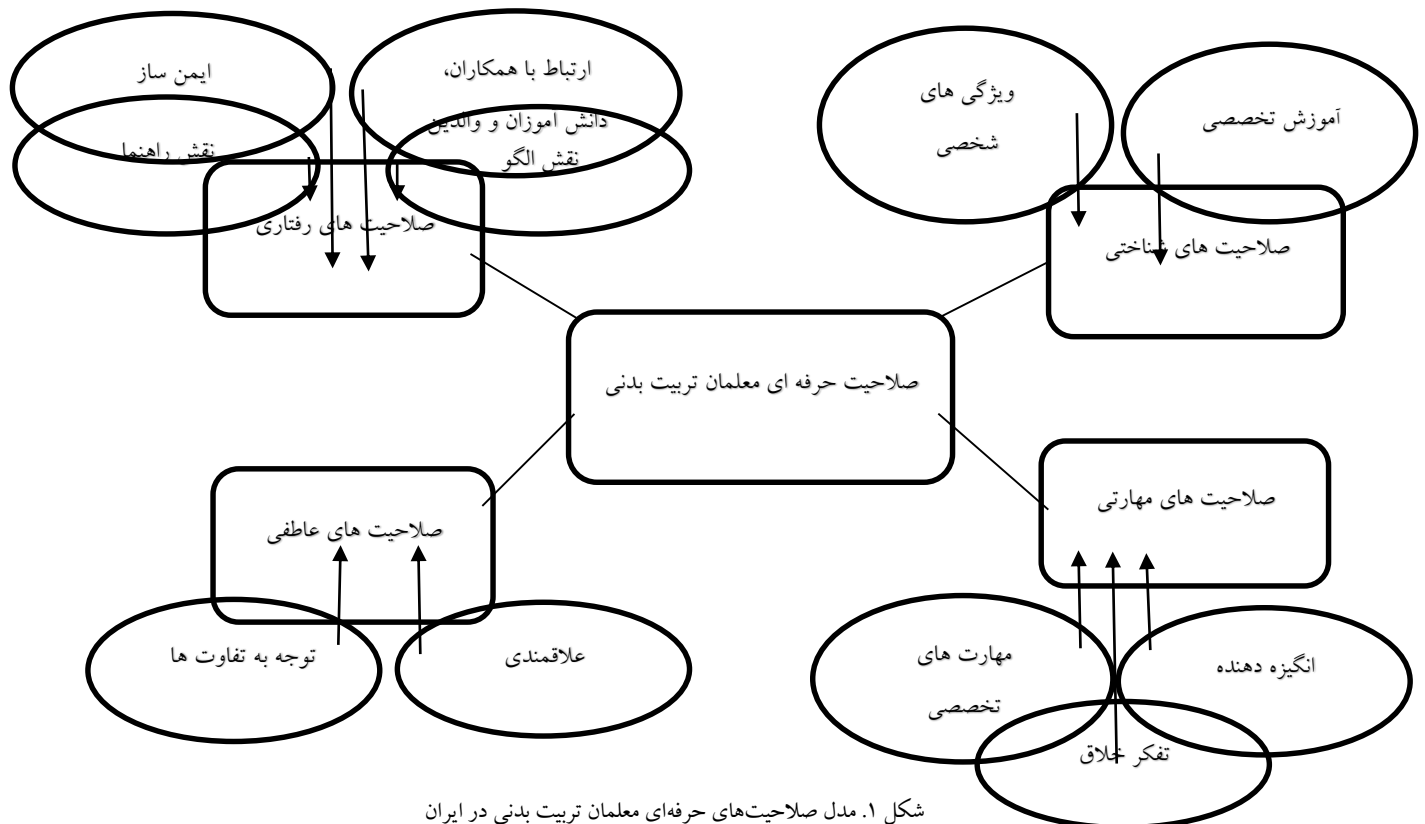 ارتباط با همکاران،
دانش آموزان و والدین
ایمن ساز
نقش راهنما
نقش الگو
صلاحیت های رفتاری
ویژگی های
شخصی
آموزش تخصصی
صلاحیت های شناختی
صلاحیت حرفه ای معلمان تربیت بدنی
صلاحیت های مهارتی
انگیزه دهنده
مهارت های
تخصصی
تفکر خلاق
صلاحیت های عاطفی
علاقمندی
توجه به تفاوت ها
شکل ۱. مدل صلاحیت‌های حرفه‌ای معلمان تربیت بدنی در ایران